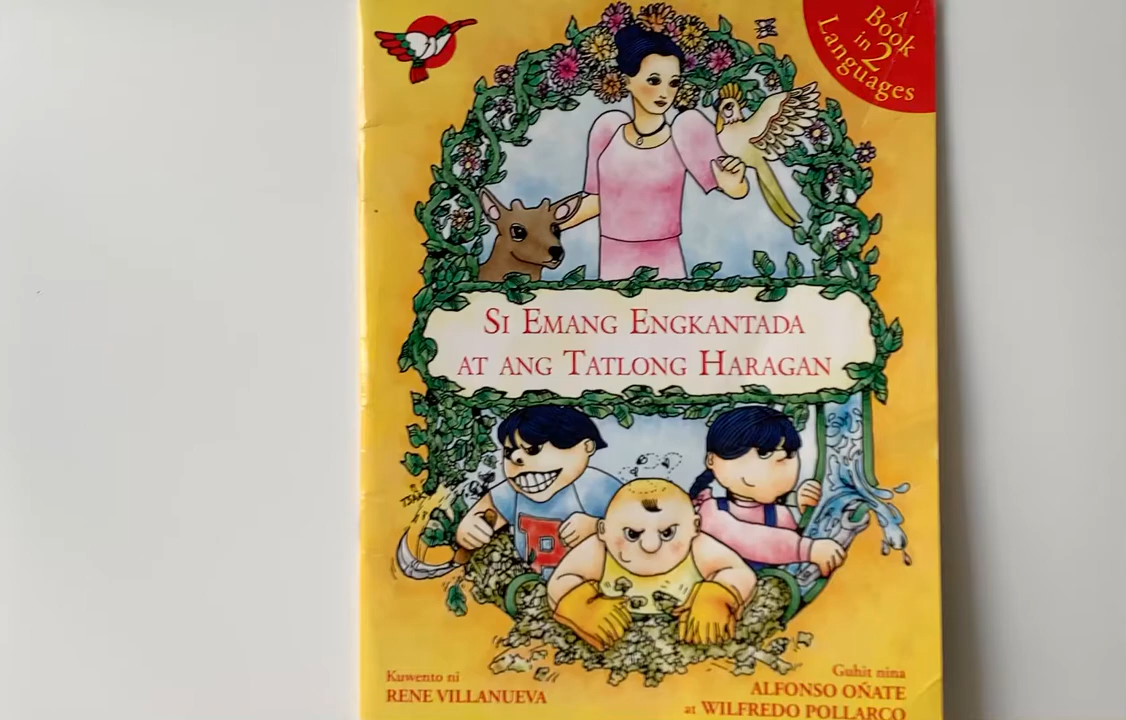 A
Book
in 2
Languages
SI EMANG ENGKANTADA
AT ANG TATLONG HARAGAN
Kuwento ni
RENE VILLANUEVA
Guhit nina
ALFONSO OÑATE
at WILFREDO POLLARCO